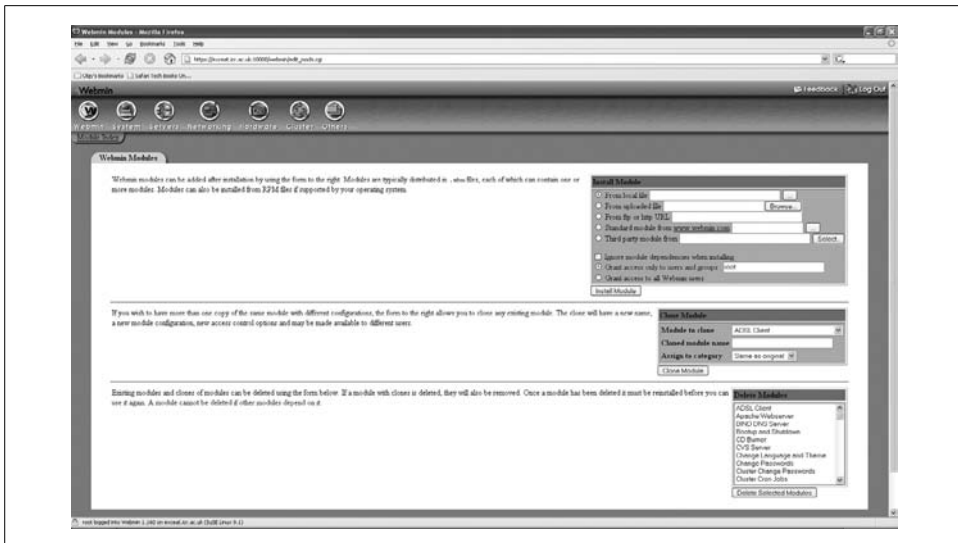 Webmin Modules - Mozilla Firefox
File Edit View Go Bookmarks Tools Help
Safari Tech Books On...
Webmin
Feedback
Log Out
Webmin System Servers Networking Hardware Cluster Others
Module Index
Webmin Modules
Webmin modules can be added after installation by using the form to the right. Modules are typically distributed in .wbm files, each of which can contain one or
more modules. Modules can also be installed from RPM files if supported by your operating system.
Install Module
From local file
...
From uploaded file
Browse...
From ftp or http URL
Standard module from www.webmin.com
...
Third party module from
Select...
Ignore module dependencies when installing
Grant access only to users and groups: root
Grant access to all Webmin users
Install Module
If you wish to have more than one copy of the same module with different configurations, the form to the right allows you to clone any existing module. The clone will have a new name,
a new module configuration, new access control options and may be made available to different users.
Clone Module
Module to clone ADSL Client
Cloned module name
Assign to category Same as original
Clone Module
Existing modules and clones of modules can be deleted using the form below. If a module with clones is deleted, they will also be removed. Once a module has been deleted it must be reinstalled before you can
use it again. A module cannot be deleted if other modules depend on it.
Delete Modules
ADSL Client
Apache Webserver
BIND DNS Server
Bootup and Shutdown
CD Burner
CVS Server
Change Language and Theme
Change Passwords
Cluster Change Passwords
Cluster Cron Jobs
Delete Selected Modules
root logged into Webmin